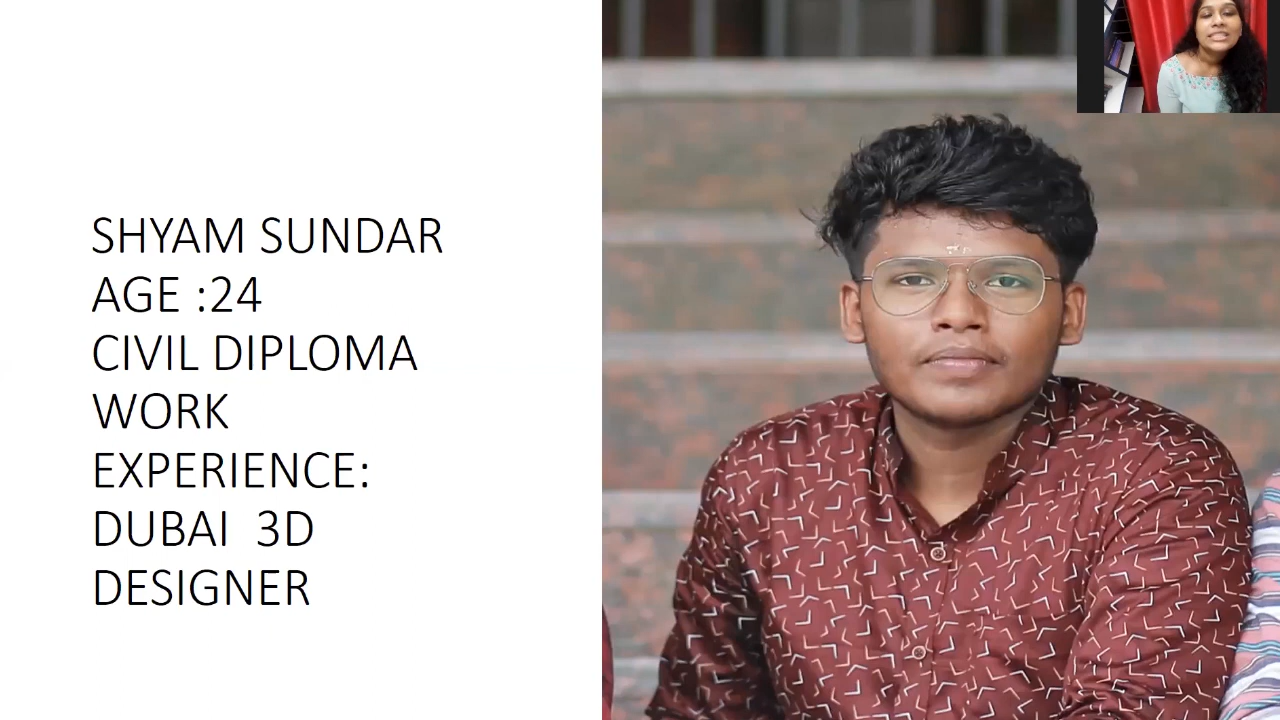 SHYAM SUNDAR
AGE :24
CIVIL DIPLOMA
WORK
EXPERIENCE:
DUBAI  3D
DESIGNER